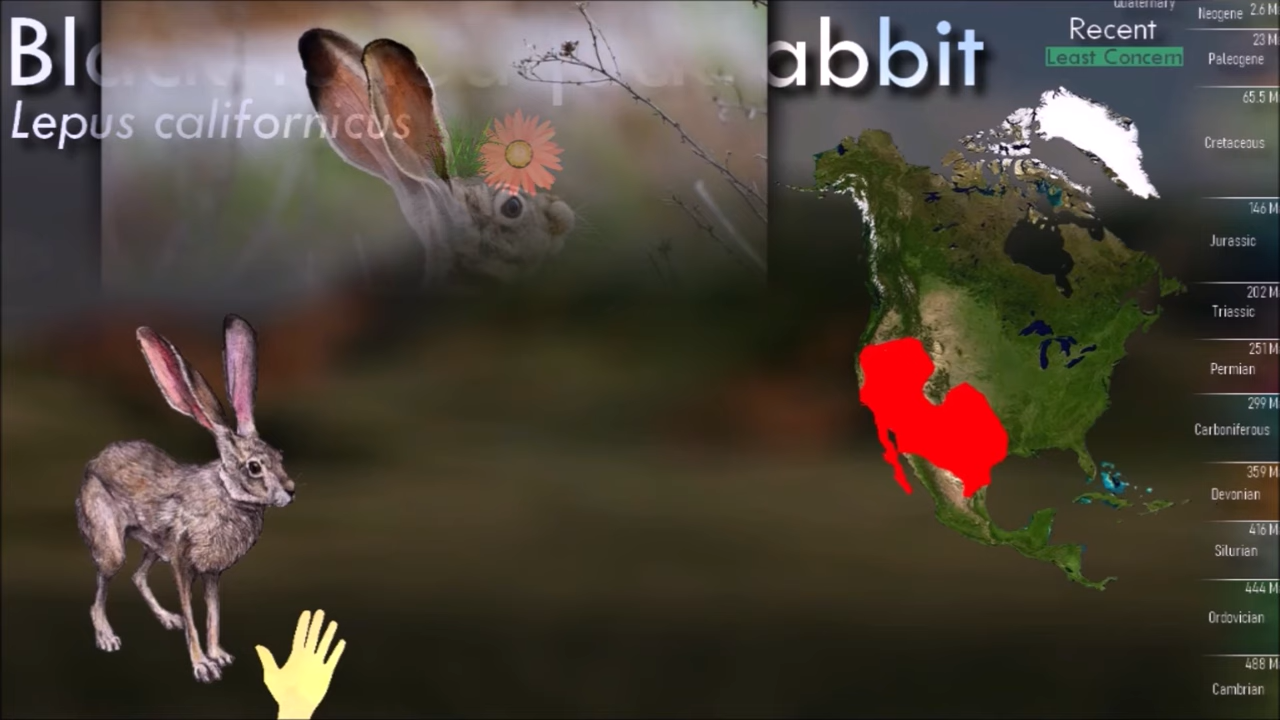 Bl abbit
Lepus californicus
Recent
Least Concern
Quaternary
2.6 M
Neogene
23 M
Paleogene
65.5 M
Cretaceous
146 M
Jurassic
202 M
Triassic
251 M
Permian
299 M
Carboniferous
359 M
Devonian
416 M
Silurian
444 M
Ordovician
488 M
Cambrian